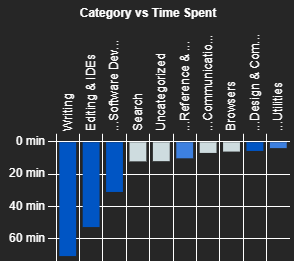 Category vs Time Spent
Writing
Editing & IDEs
...Software Dev...
Search
Uncategorized
...Reference & ...
...Communicatio...
Browsers
...Design & Com...
...Utilities
0 min
20 min
40 min
60 min